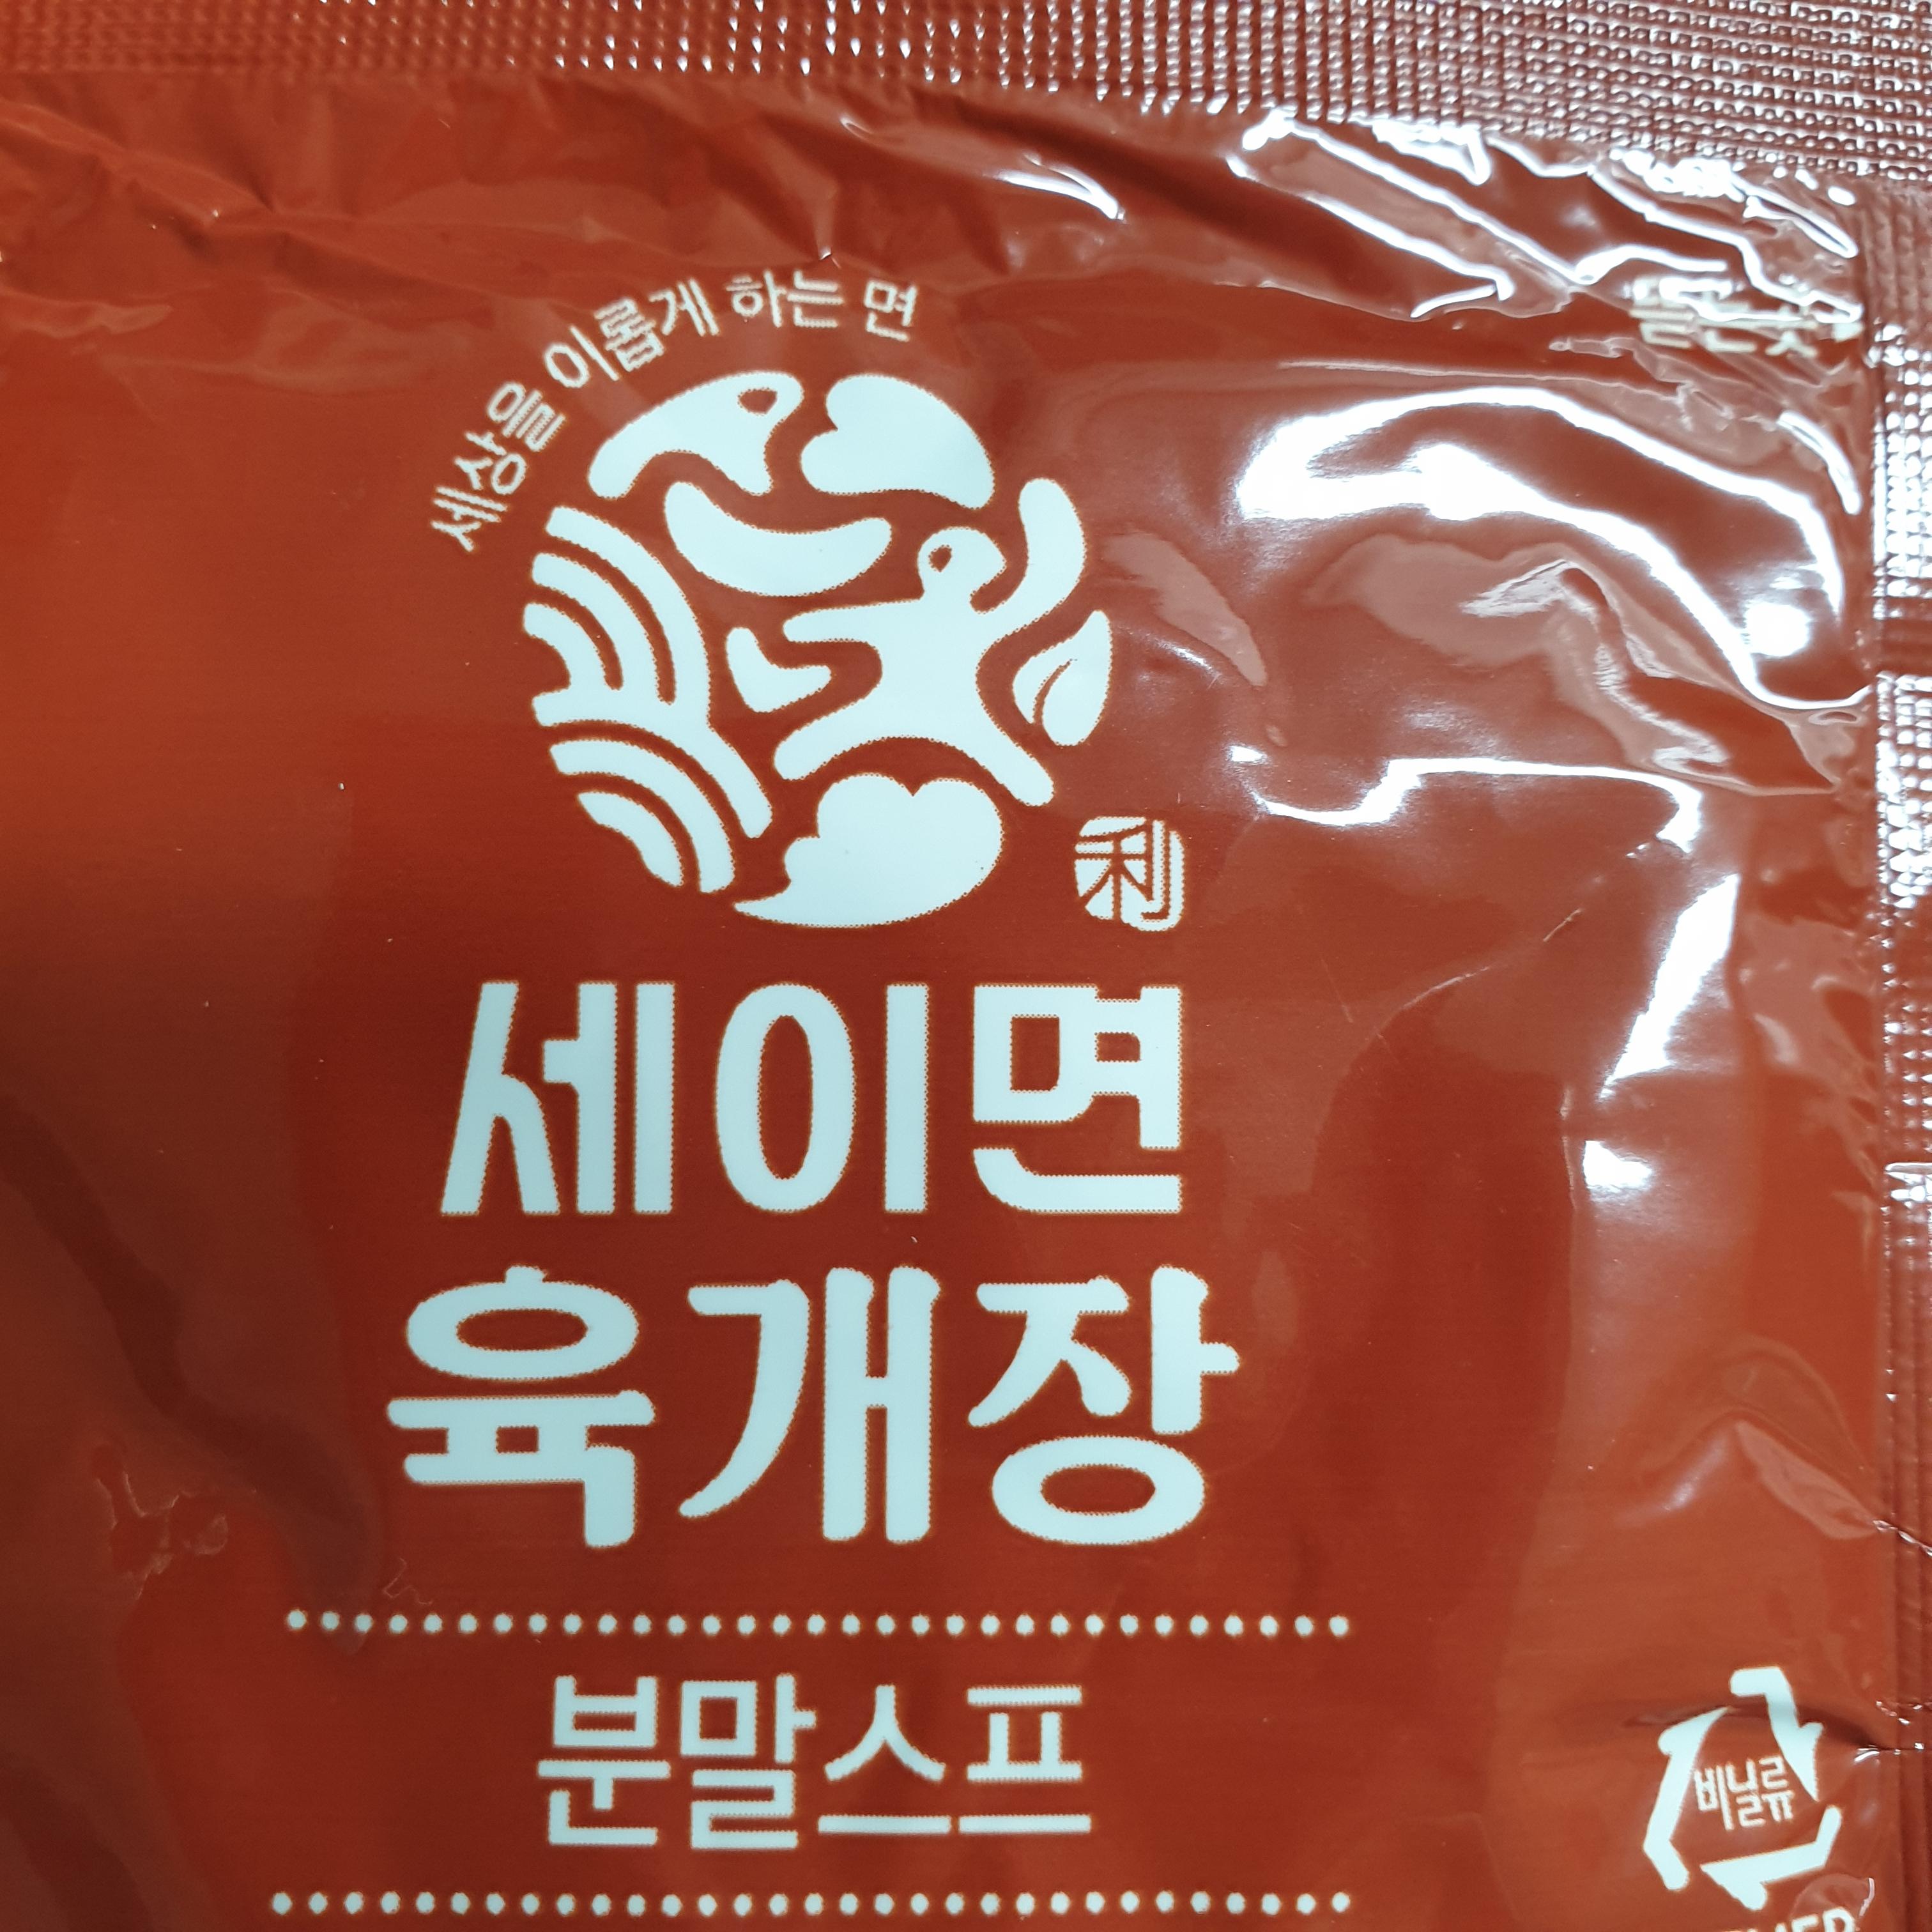 세상을 이롭게 하는 면
利
세이면
육개장
분말스프
비닐류